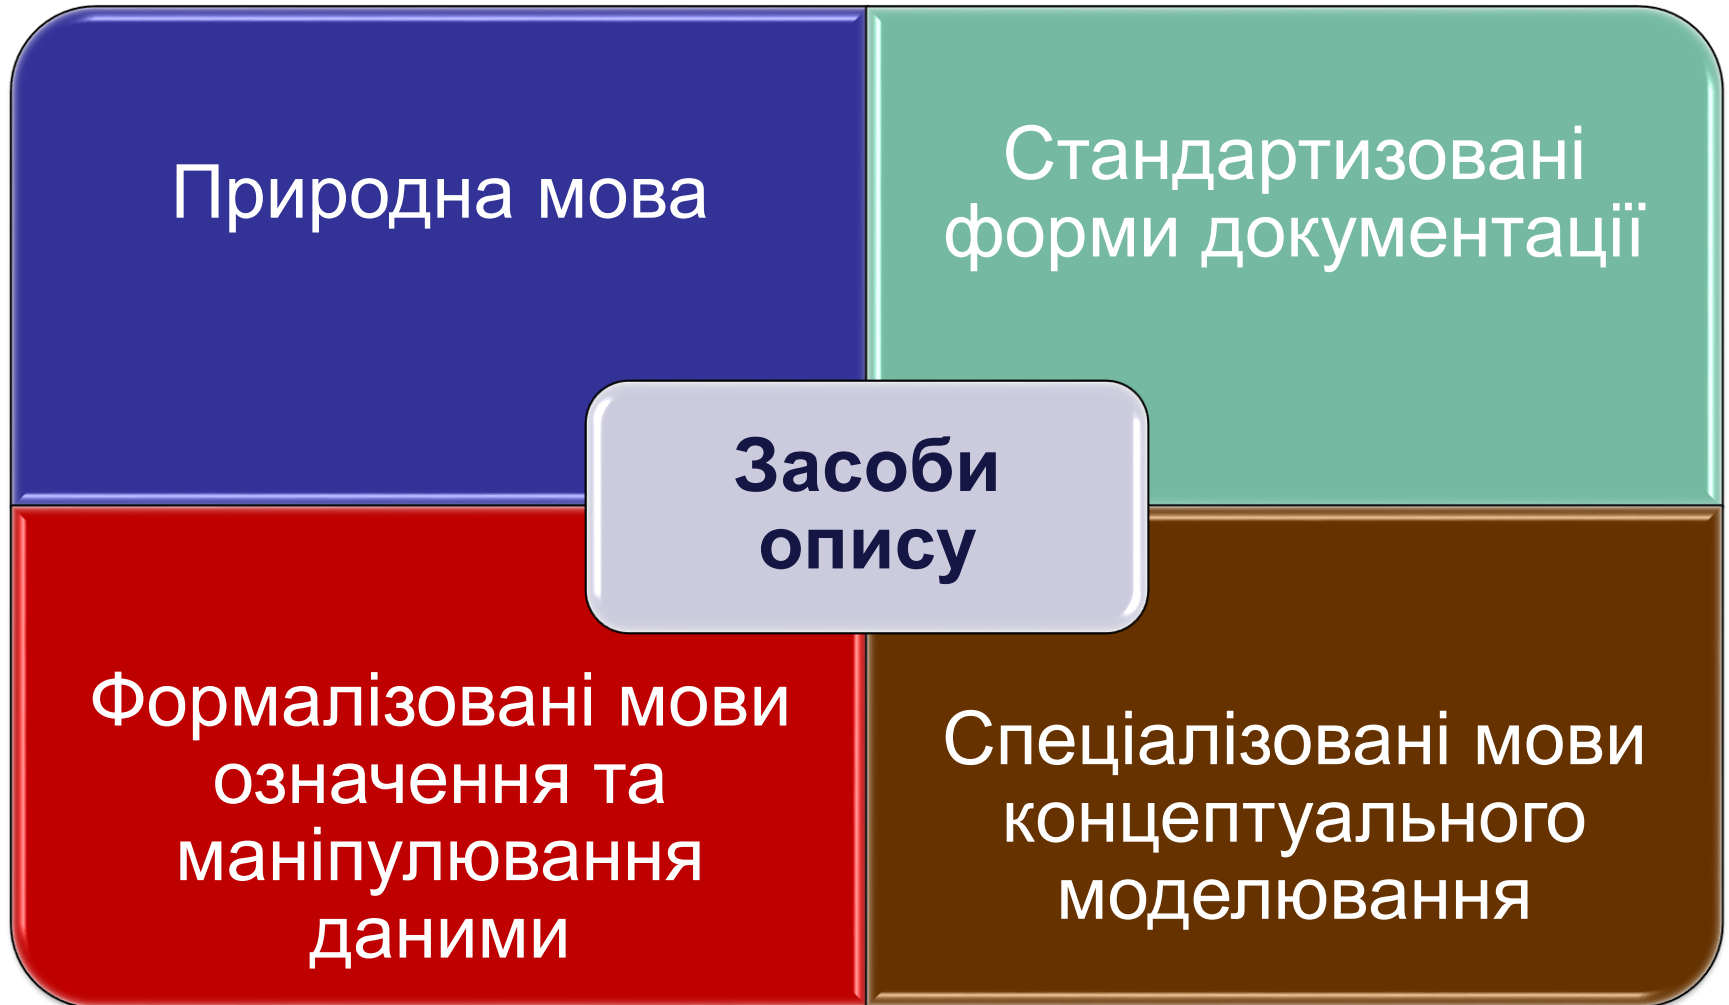 Природна мова
Стандартизовані
форми документації
Засоби
опису
Формалізовані мови
означення та
маніпулювання
даними
Спеціалізовані мови
концептуального
моделювання